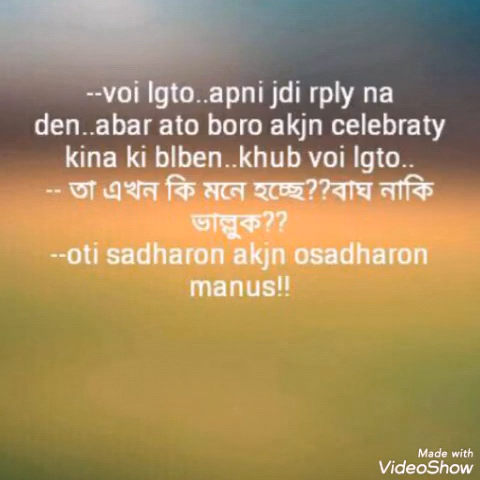 --voi lgto..apni jdi rply na
den..abar ato boro akjn celebraty
kina ki blben..khub voi lgto..
-- তা এখন কি মনে হচ্ছে??বাঘ নাকি
ভাল্লুক??
--oti sadharon akjn osadharon
manus!!
Made with
VideoShow